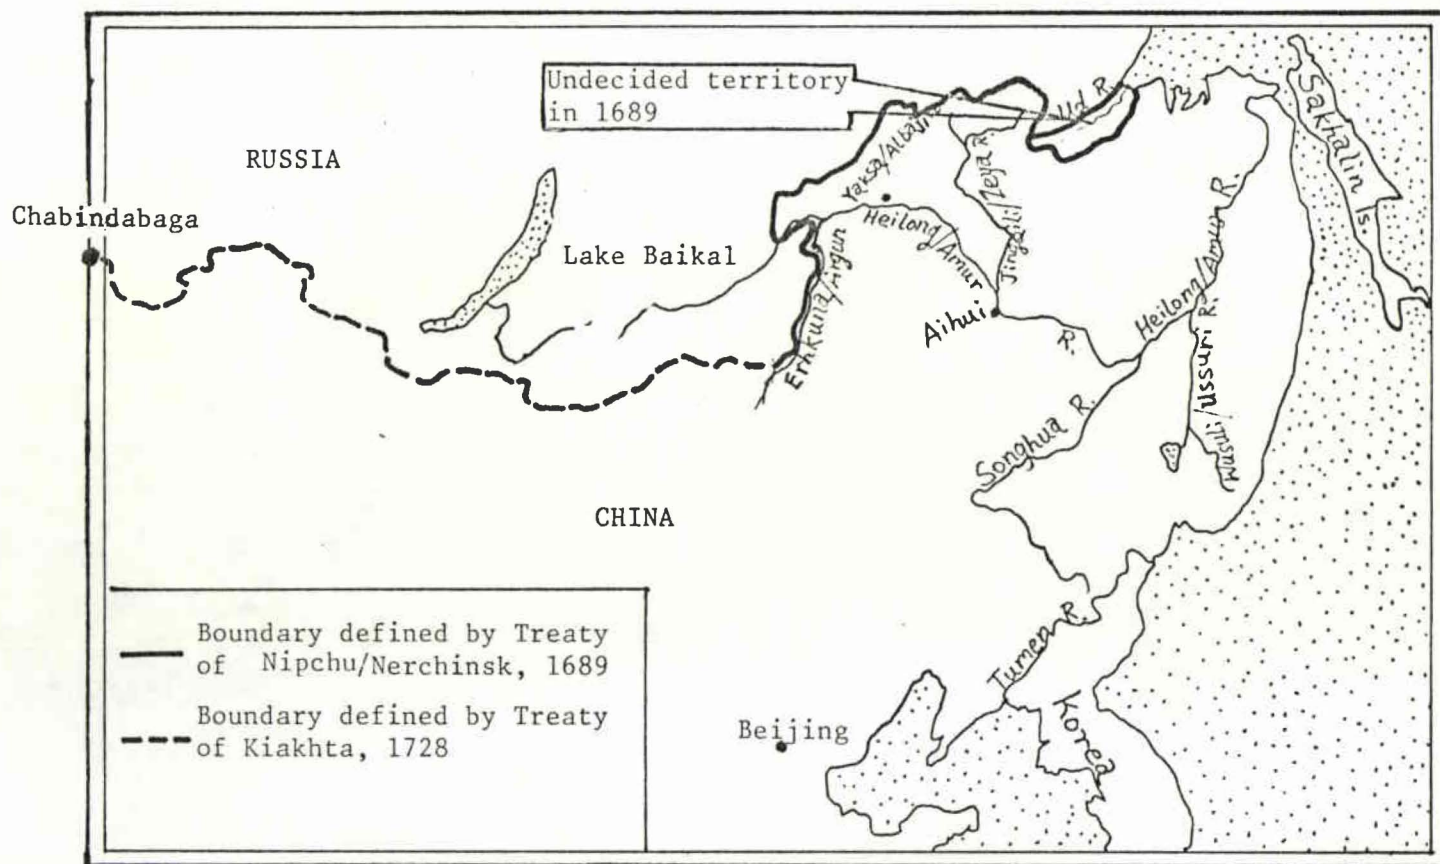 Undecided territory
in 1689
Ud R.
Sakhalin Is.
RUSSIA
Yaksa/Albajin
Jingqili/Zeya R.
Chabindabaga
Lake Baikal
Heilong/Amur
R.
Erhkuna/Argun
Heilong/Amur R.
Aihui
Wusuli/Ussuri R.
Songhua R.
CHINA
Boundary defined by Treaty
of Nipchu/Nerchinsk, 1689
Boundary defined by Treaty
of Kiakhta, 1728
Tumen R.
Korea
Beijing